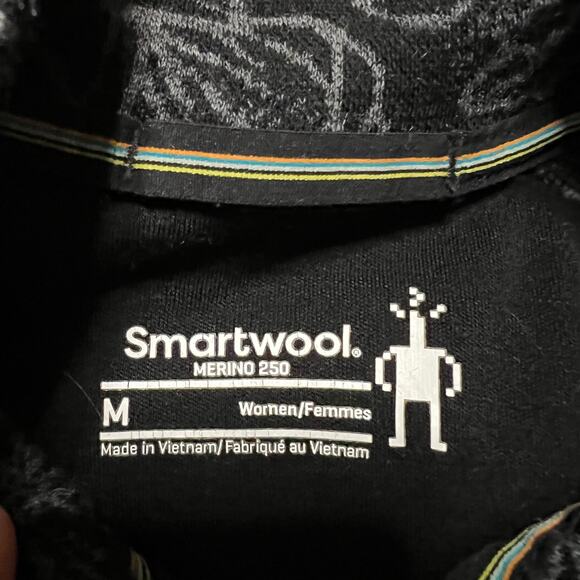 Smartwool®
MERINO 250
M
Women/Femmes
Made in Vietnam/Fabriqué au Vietnam